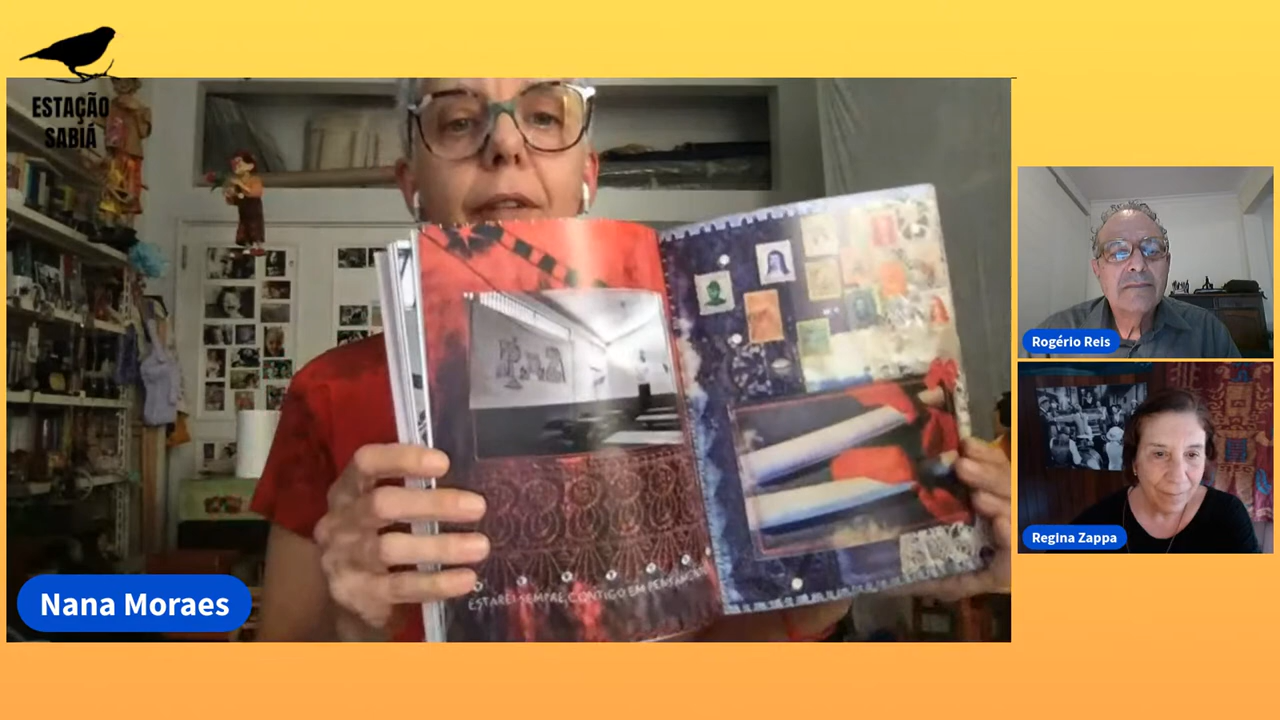 ESTAÇÃO
SABIÁ
Nana Moraes
Rogério Reis
Regina Zappa
ESTAREI SEMPRE CONTIGO EM PENSAMENTO